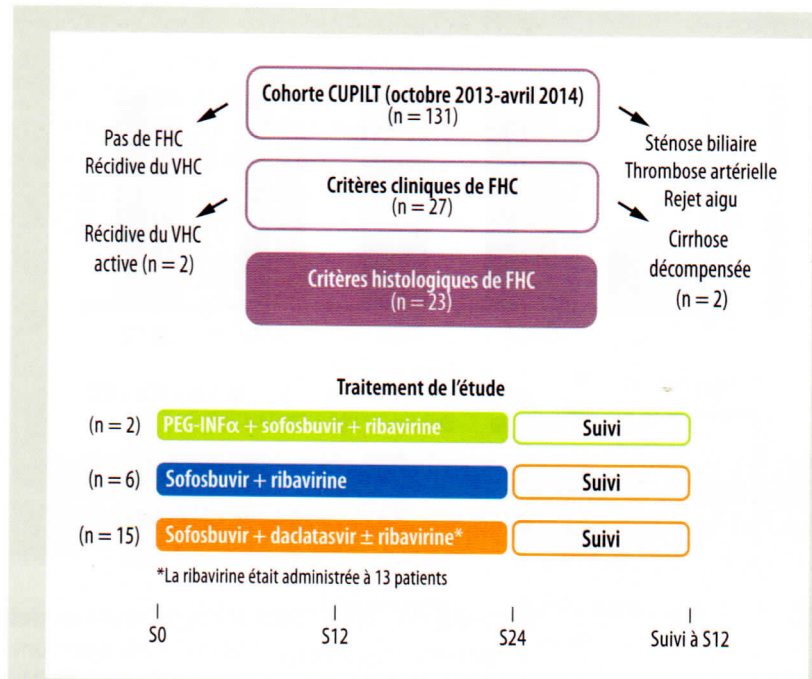 Cohorte CUPILT (octobre 2013-avril 2014)
(n = 131)
Pas de FHC
Récidive du VHC
Sténose biliaire
Thrombose artérielle
Rejet aigu
Critères cliniques de FHC
(n = 27)
Récidive du VHC
active (n = 2)
Cirrhose
décompensée
(n = 2)
Critères histologiques de FHC
(n = 23)
Traitement de l'étude
(n = 2) PEG-INFα + sofosbuvir + ribavirine Suivi
(n = 6) Sofosbuvir + ribavirine Suivi
(n = 15) Sofosbuvir + daclatasvir ± ribavirine* Suivi
*La ribavirine était administrée à 13 patients
S0 S12 S24 Suivi à S12